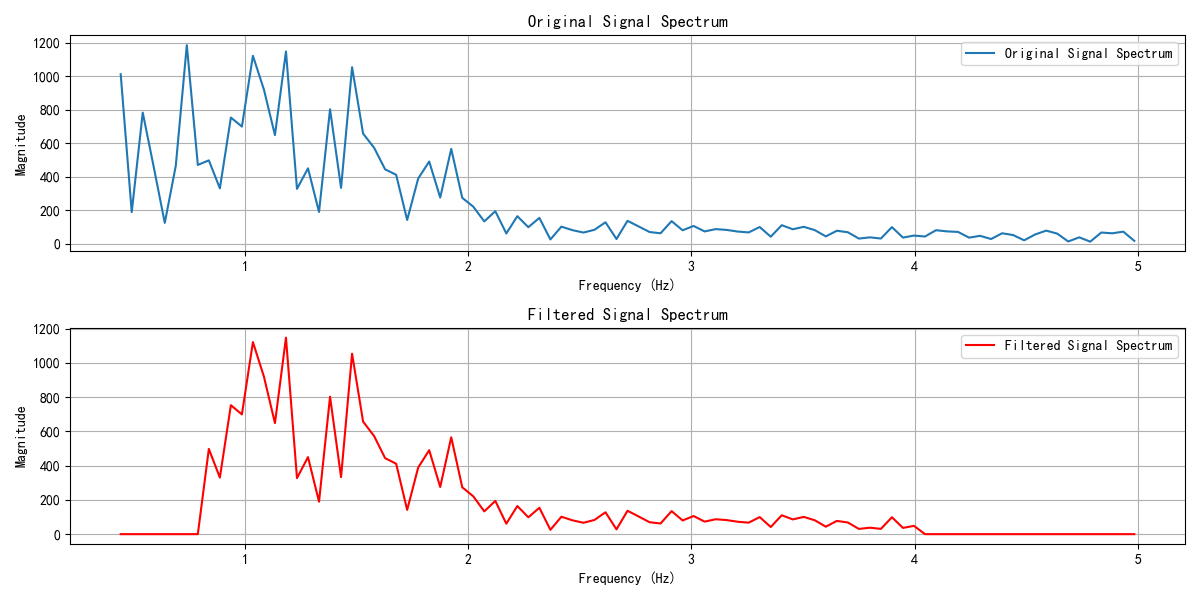 Original Signal Spectrum
1200
1000
800
600
400
200
0
Magnitude
Original Signal Spectrum
1 2 3 4 5
Frequency (Hz)
Filtered Signal Spectrum
1200
1000
800
600
400
200
0
Magnitude
Filtered Signal Spectrum
1 2 3 4 5
Frequency (Hz)